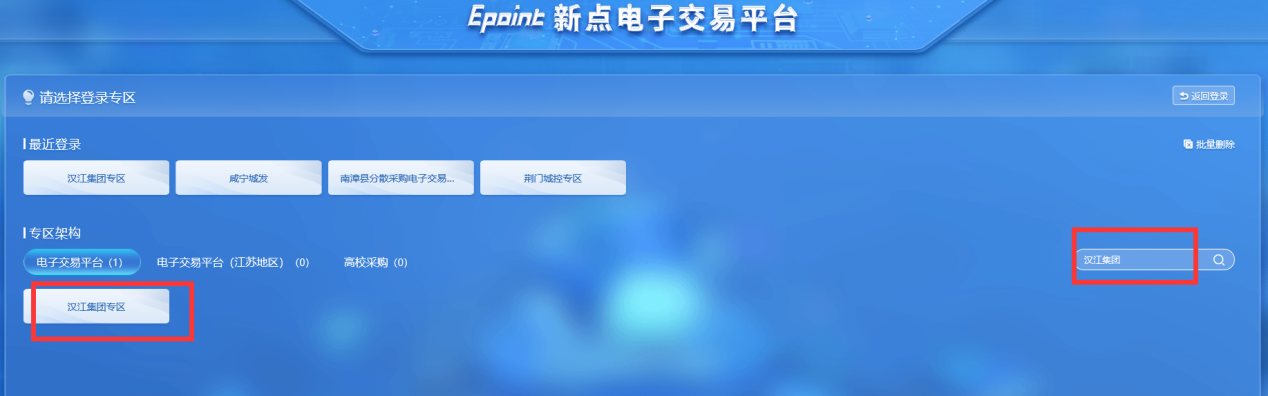 Epoint 新点电子交易平台
请选择登录专区
返回登录
最近登录
批量删除
汉江集团专区 咸宁城发 南漳县分散采购电子交易... 荆门城控专区
专区架构
电子交易平台（1） 电子交易平台（江苏地区）（0） 高校采购（0）
汉江集团
汉江集团专区